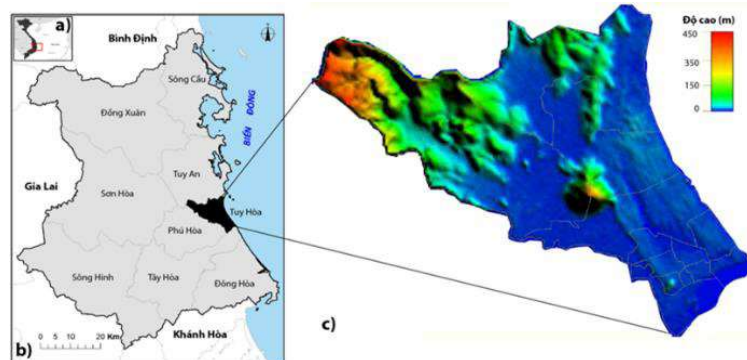 a)
Bình Định
Sông Cầu
Đồng Xuân
BIỂN ĐÔNG
Tuy An
Gia Lai
Sơn Hòa
Tuy Hòa
Phú Hòa
Sông Hinh
Tây Hòa
Đông Hòa
0 5 10 20 Km
Khánh Hòa
b)
c)
Độ cao (m)
450
350
150
0